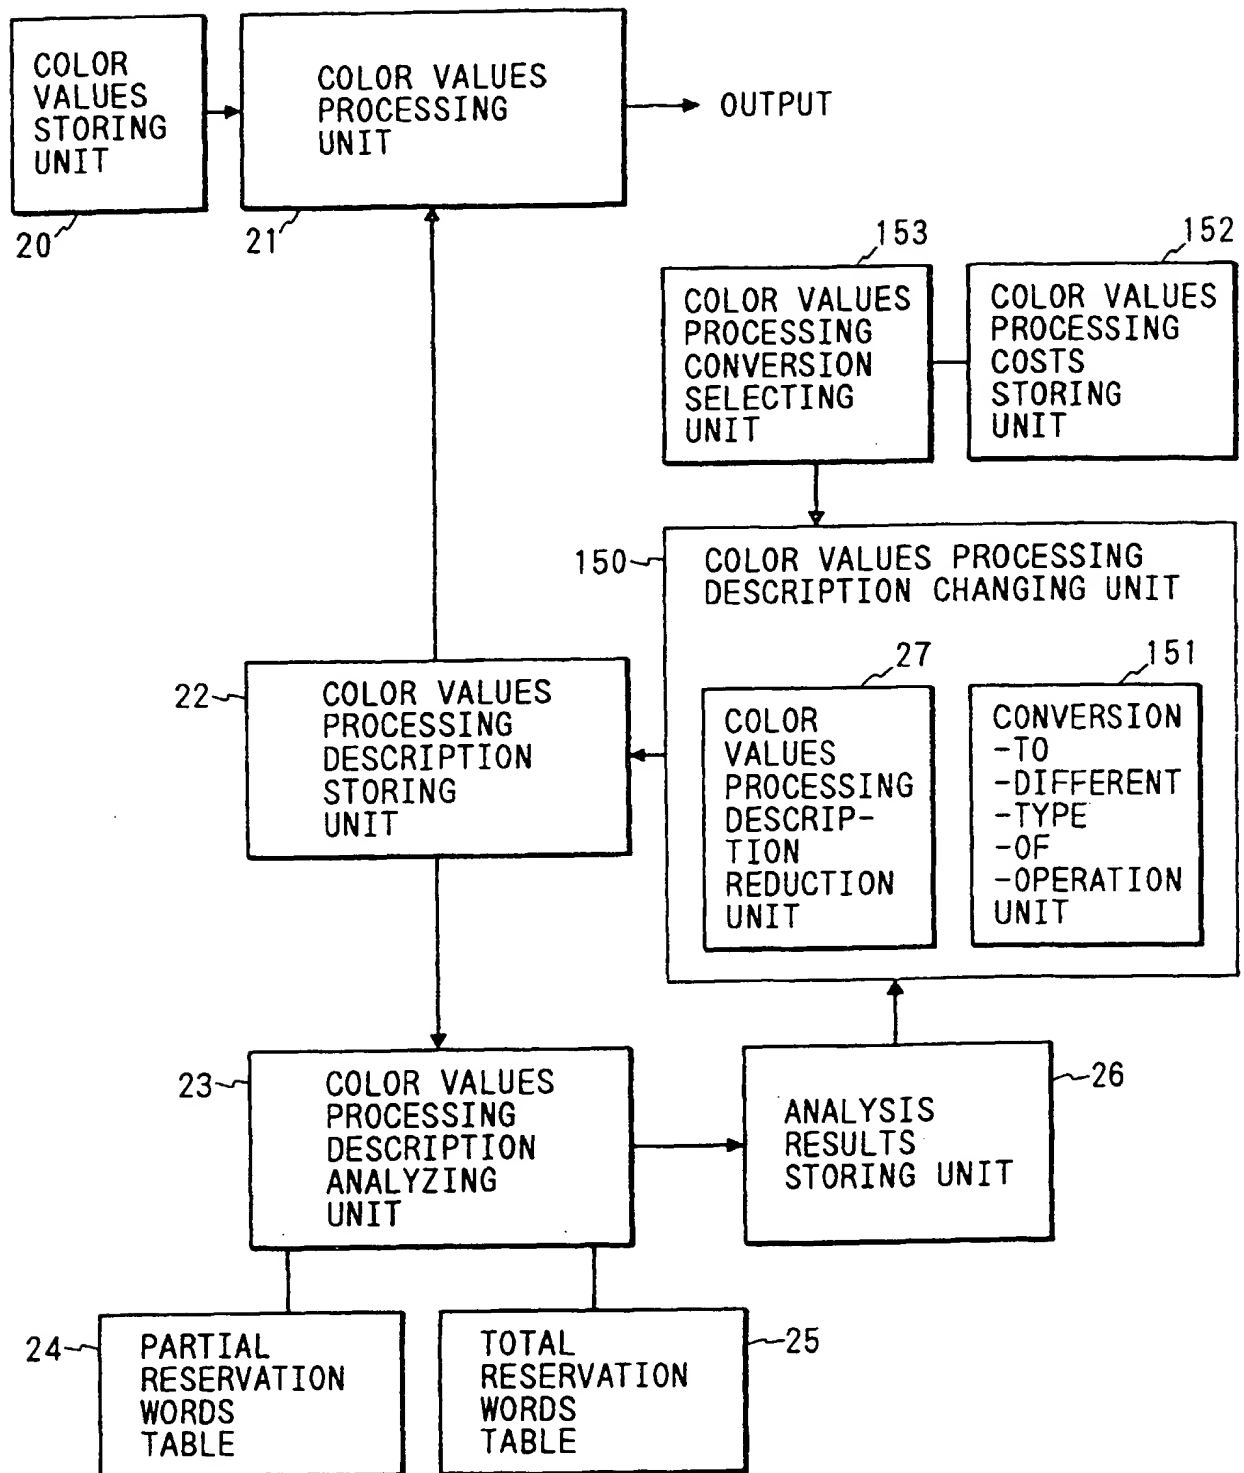 COLOR
VALUES
STORING
UNIT
20
COLOR VALUES
PROCESSING
UNIT
21
OUTPUT
153
COLOR VALUES
PROCESSING
CONVERSION
SELECTING
UNIT
152
COLOR VALUES
PROCESSING
COSTS
STORING
UNIT
150
COLOR VALUES PROCESSING
DESCRIPTION CHANGING UNIT
27
COLOR
VALUES
PROCESSING
DESCRIP-
TION
REDUCTION
UNIT
151
CONVERSION
-TO
-DIFFERENT
-TYPE
-OF
-OPERATION
UNIT
22
COLOR VALUES
PROCESSING
DESCRIPTION
STORING
UNIT
23
COLOR VALUES
PROCESSING
DESCRIPTION
ANALYZING
UNIT
26
ANALYSIS
RESULTS
STORING UNIT
24
PARTIAL
RESERVATION
WORDS
TABLE
25
TOTAL
RESERVATION
WORDS
TABLE